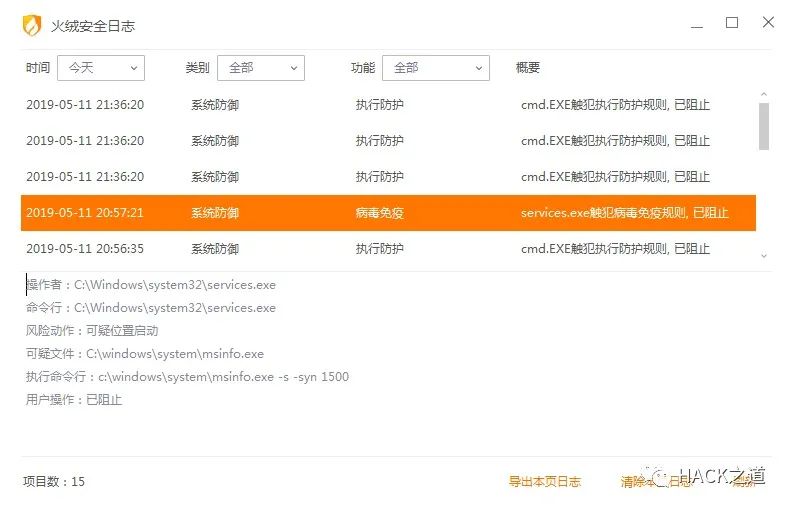 火绒安全日志
时间 今天 类别 全部 功能 全部 概要
2019-05-11 21:36:20 系统防御 执行防护 cmd.EXE触犯执行防护规则, 已阻止
2019-05-11 21:36:20 系统防御 执行防护 cmd.EXE触犯执行防护规则, 已阻止
2019-05-11 21:36:20 系统防御 执行防护 cmd.EXE触犯执行防护规则, 已阻止
2019-05-11 20:57:21 系统防御 病毒免疫 services.exe触犯病毒免疫规则, 已阻止
2019-05-11 20:56:35 系统防御 执行防护 cmd.EXE触犯执行防护规则, 已阻止
操作者：C:\Windows\system32\services.exe
命令行：C:\Windows\system32\services.exe
风险动作：可疑位置启动
可疑文件：C:\windows\system\msinfo.exe
执行命令行：c:\windows\system\msinfo.exe -s -syn 1500
用户操作：已阻止
项目数：15 导出本页日志 清除本页日志 刷新
HACK之道